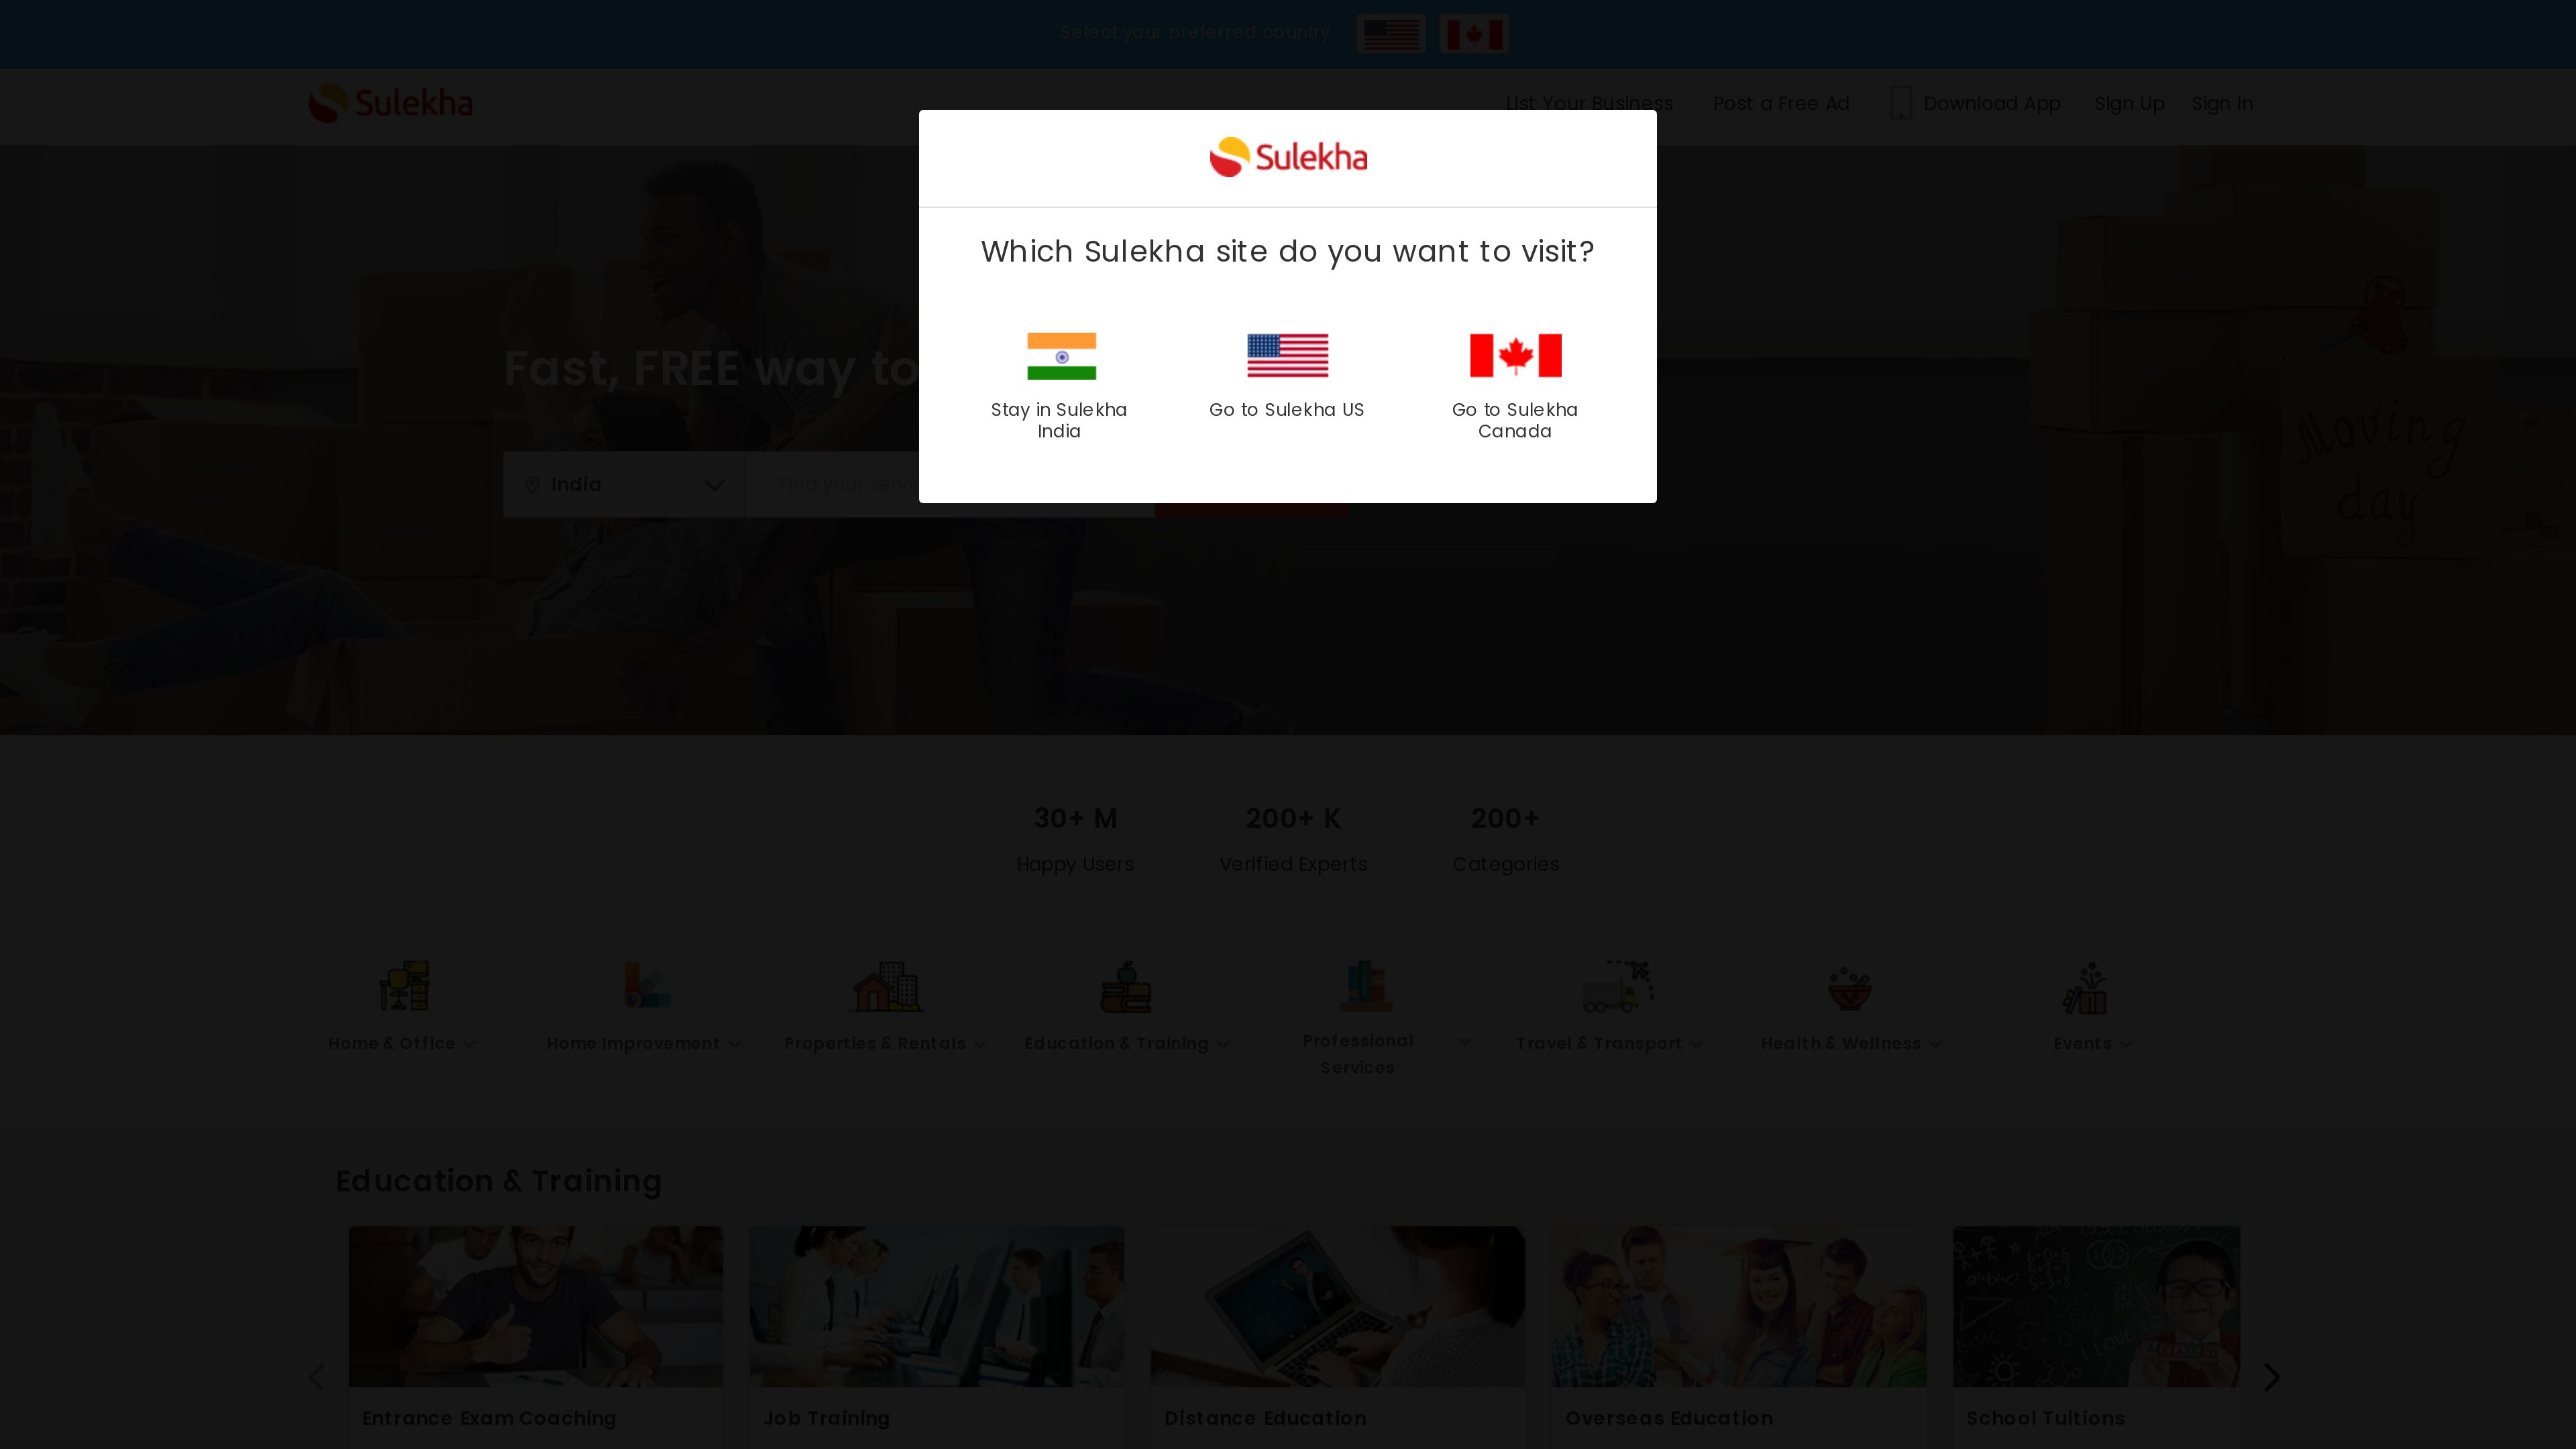 Select your preferred country
Sulekha
List Your Business
Post a Free Ad
Download App
Sign Up
Sign In
Sulekha
Which Sulekha site do you want to visit?
Stay in Sulekha
India
Go to Sulekha US
Go to Sulekha
Canada
Fast, FREE way to
India
Find your servi
Moving
day
30+ M
200+ K
200+
Happy Users
Verified Experts
Categories
Home & Office
Home Improvement
Properties & Rentals
Education & Training
Professional
Services
Travel & Transport
Health & Wellness
Events
Education & Training
Entrance Exam Coaching
Job Training
Distance Education
Overseas Education
School Tuitions